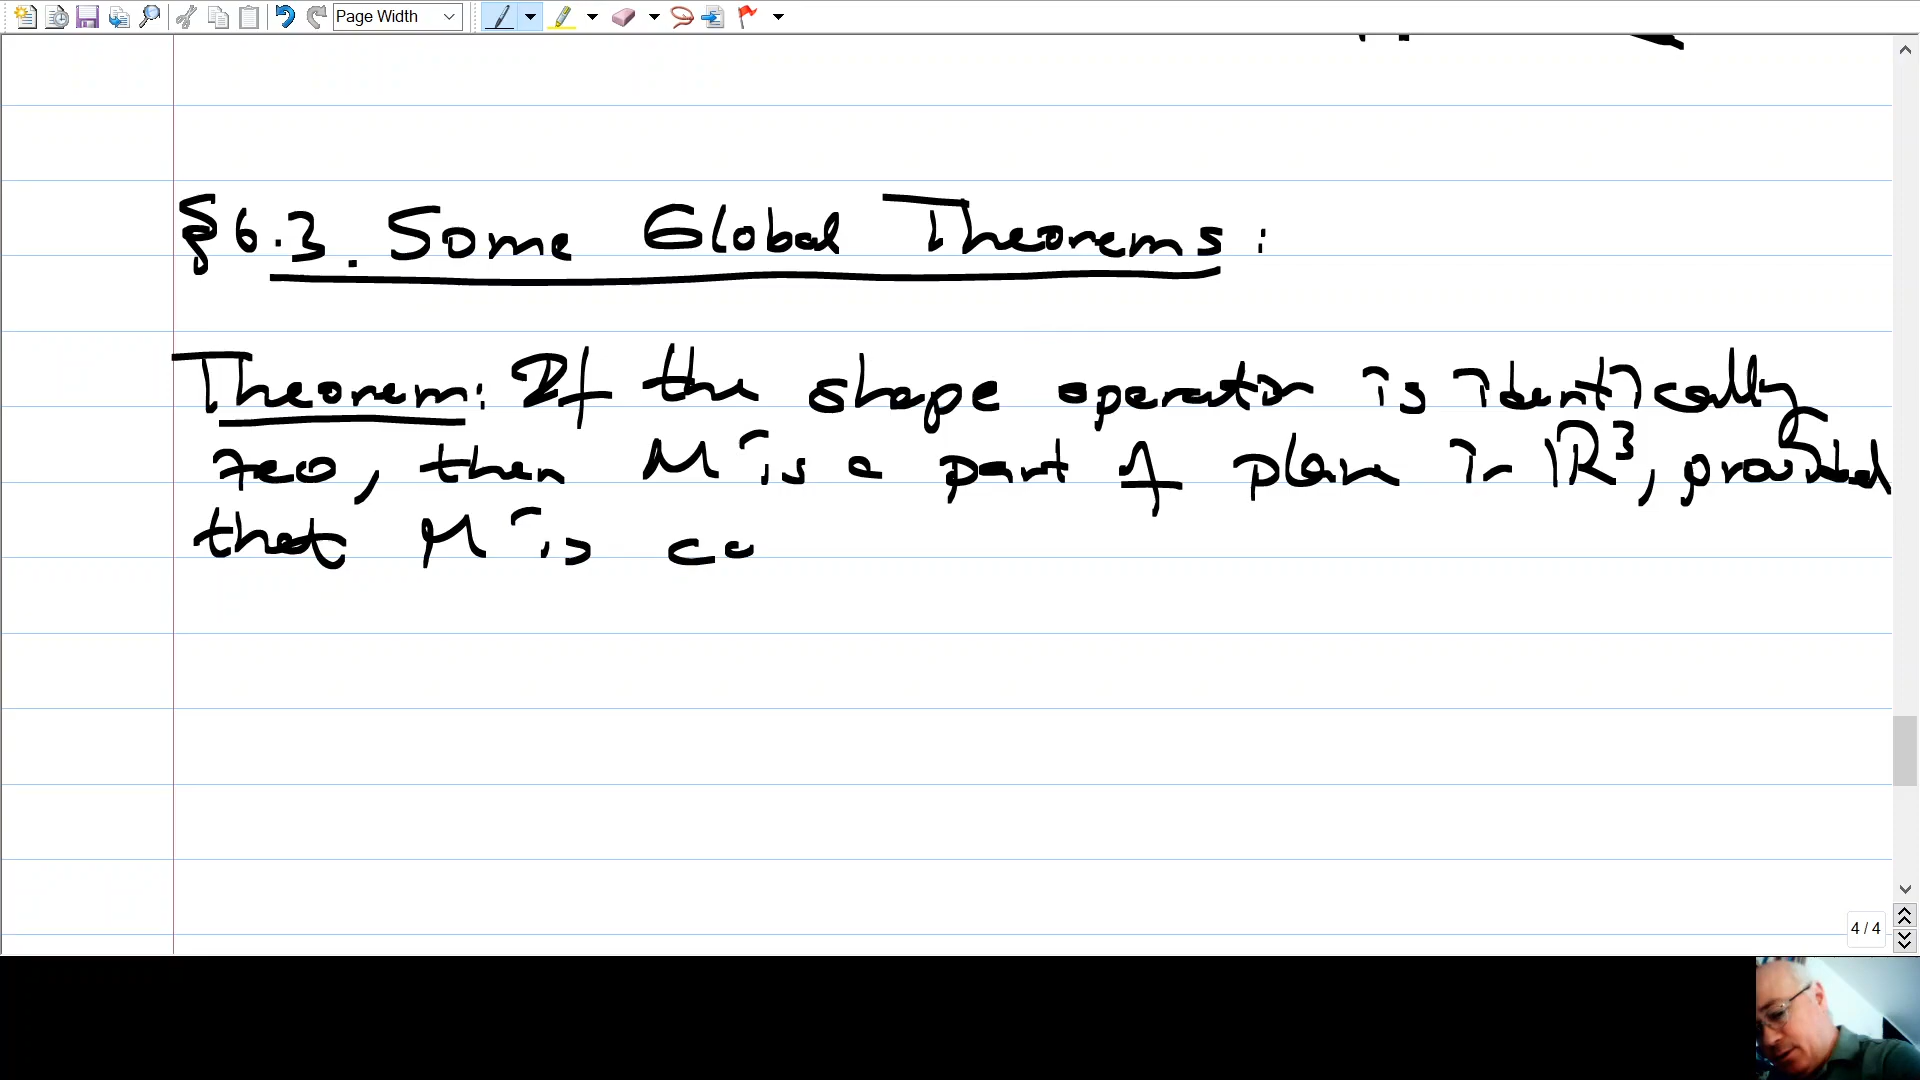 Page Width
§ 6.3. Some Global Theorems:
Theorem: If the shape operator is identically
zero, then M is a part of plane in ℝ³, provided
that M is co
4 / 4